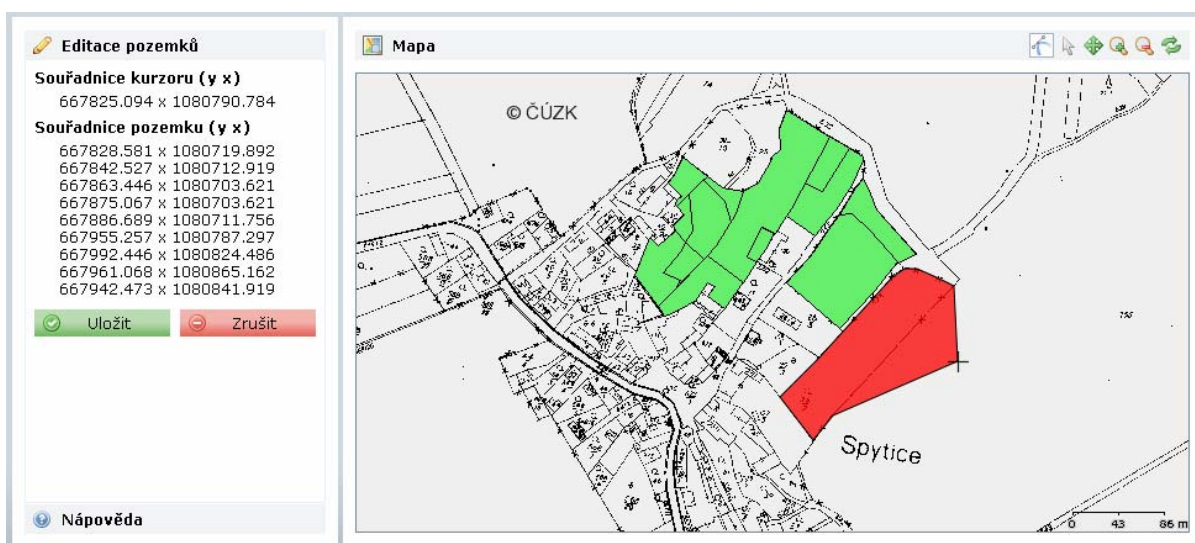 Editace pozemků
Souřadnice kurzoru (y x)
667825.094 x 1080790.784
Souřadnice pozemku (y x)
667828.581 x 1080719.892
667842.527 x 1080712.919
667863.446 x 1080703.621
667875.067 x 1080703.621
667886.689 x 1080711.756
667955.257 x 1080787.297
667992.446 x 1080824.486
667961.068 x 1080865.162
667942.473 x 1080841.919
Uložit
Zrušit
Nápověda
Mapa
© ČÚZK
Spytice
0 43 86 m